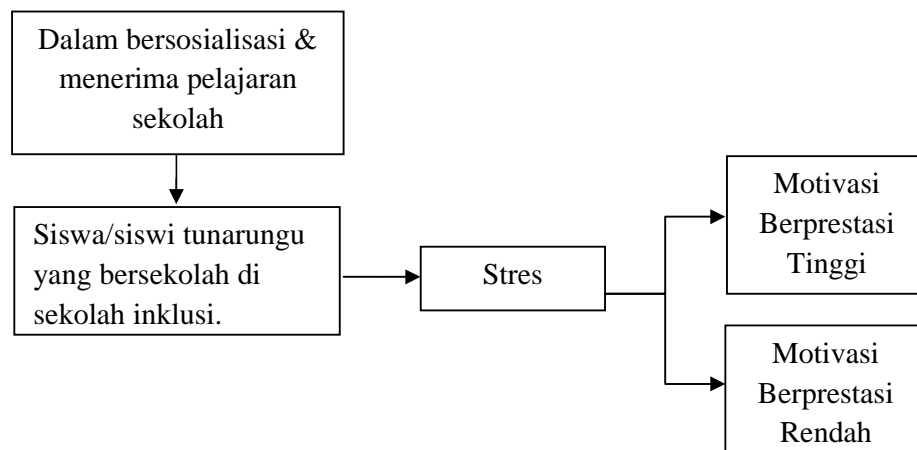 Dalam bersosialisasi &
menerima pelajaran
sekolah
Siswa/siswi tunarungu
yang bersekolah di
sekolah inklusi.
Stres
Motivasi
Berprestasi
Tinggi
Motivasi
Berprestasi
Rendah